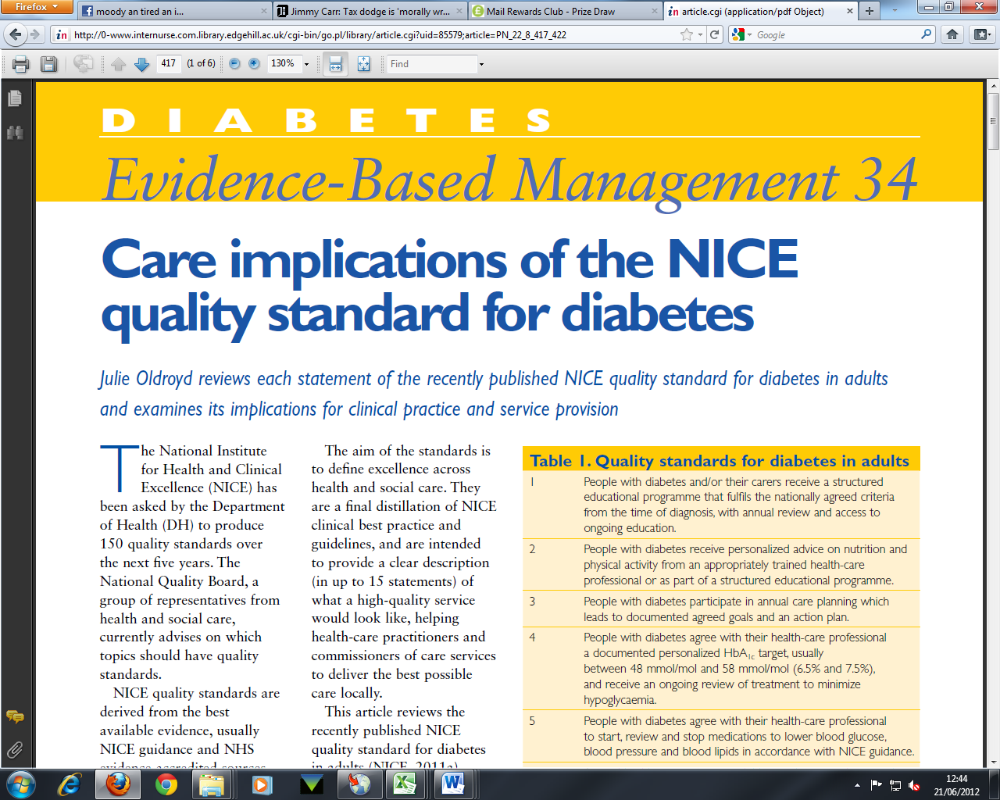 Firefox
moody an tired an i...
Jimmy Carr: Tax dodge is 'morally wr...
Mail Rewards Club - Prize Draw
article.cgi (application/pdf Object)
http://0-www.internurse.com.library.edgehill.ac.uk/cgi-bin/go.pl/library/article.cgi?uid=85579;article=PN_22_8_417_422
Google
417 (1 of 6) 130% Find
DIABETES
Evidence-Based Management 34
Care implications of the NICE
quality standard for diabetes
Julie Oldroyd reviews each statement of the recently published NICE quality standard for diabetes in adults
and examines its implications for clinical practice and service provision
The National Institute
for Health and Clinical
Excellence (NICE) has
been asked by the Department
of Health (DH) to produce
150 quality standards over
the next five years. The
National Quality Board, a
group of representatives from
health and social care,
currently advises on which
topics should have quality
standards.
NICE quality standards are
derived from the best
available evidence, usually
NICE guidance and NHS
evidence accredited sources
The aim of the standards is
to define excellence across
health and social care. They
are a final distillation of NICE
clinical best practice and
guidelines, and are intended
to provide a clear description
(in up to 15 statements) of
what a high-quality service
would look like, helping
health-care practitioners and
commissioners of care services
to deliver the best possible
care locally.
This article reviews the
recently published NICE
quality standard for diabetes
in adults (NICE, 2011a)
Table 1. Quality standards for diabetes in adults
1 People with diabetes and/or their carers receive a structured
educational programme that fulfils the nationally agreed criteria
from the time of diagnosis, with annual review and access to
ongoing education.
2 People with diabetes receive personalized advice on nutrition and
physical activity from an appropriately trained health-care
professional or as part of a structured educational programme.
3 People with diabetes participate in annual care planning which
leads to documented agreed goals and an action plan.
4 People with diabetes agree with their health-care professional
a documented personalized HbA1c target, usually
between 48 mmol/mol and 58 mmol/mol (6.5% and 7.5%),
and receive an ongoing review of treatment to minimize
hypoglycaemia.
5 People with diabetes agree with their health-care professional
to start, review and stop medications to lower blood glucose,
blood pressure and blood lipids in accordance with NICE guidance.
12:44
21/06/2012